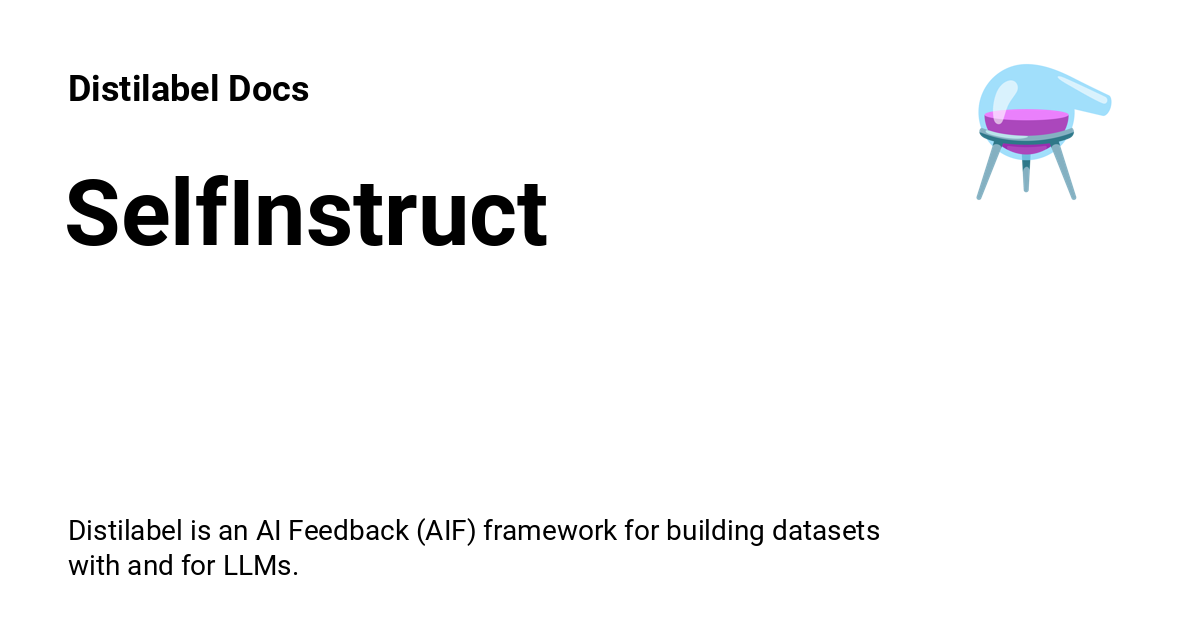 Distilabel Docs
SelfInstruct
Distilabel is an AI Feedback (AIF) framework for building datasets
with and for LLMs.